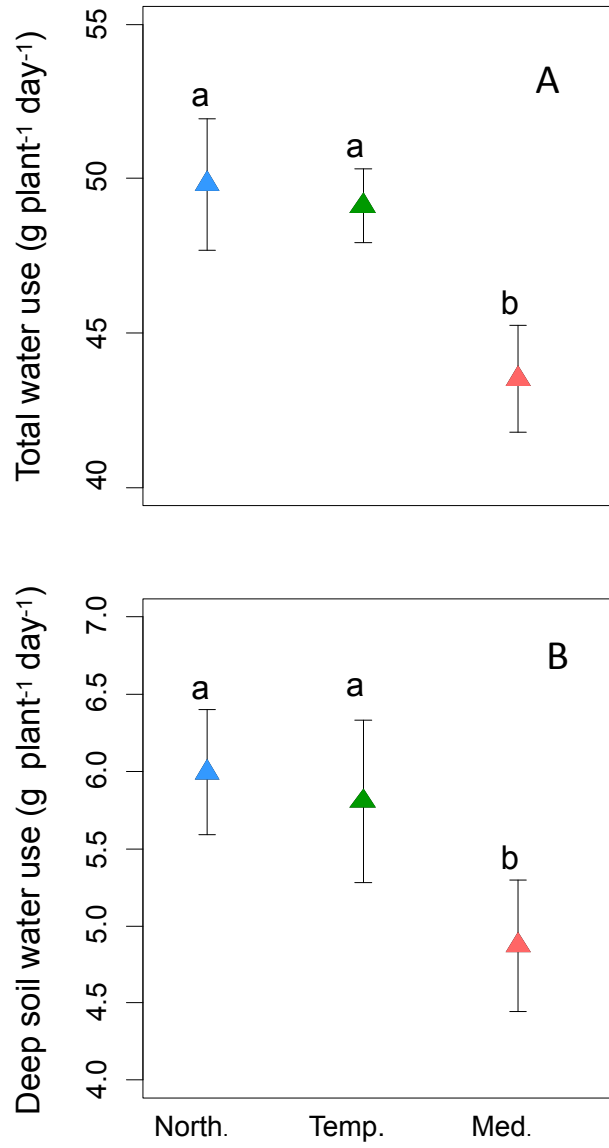 Total water use (g plant⁻¹ day⁻¹)
55
50
45
40
A
a
a
b
Deep soil water use (g plant⁻¹ day⁻¹)
7.0
6.5
6.0
5.5
5.0
4.5
4.0
B
a
a
b
North. Temp. Med.